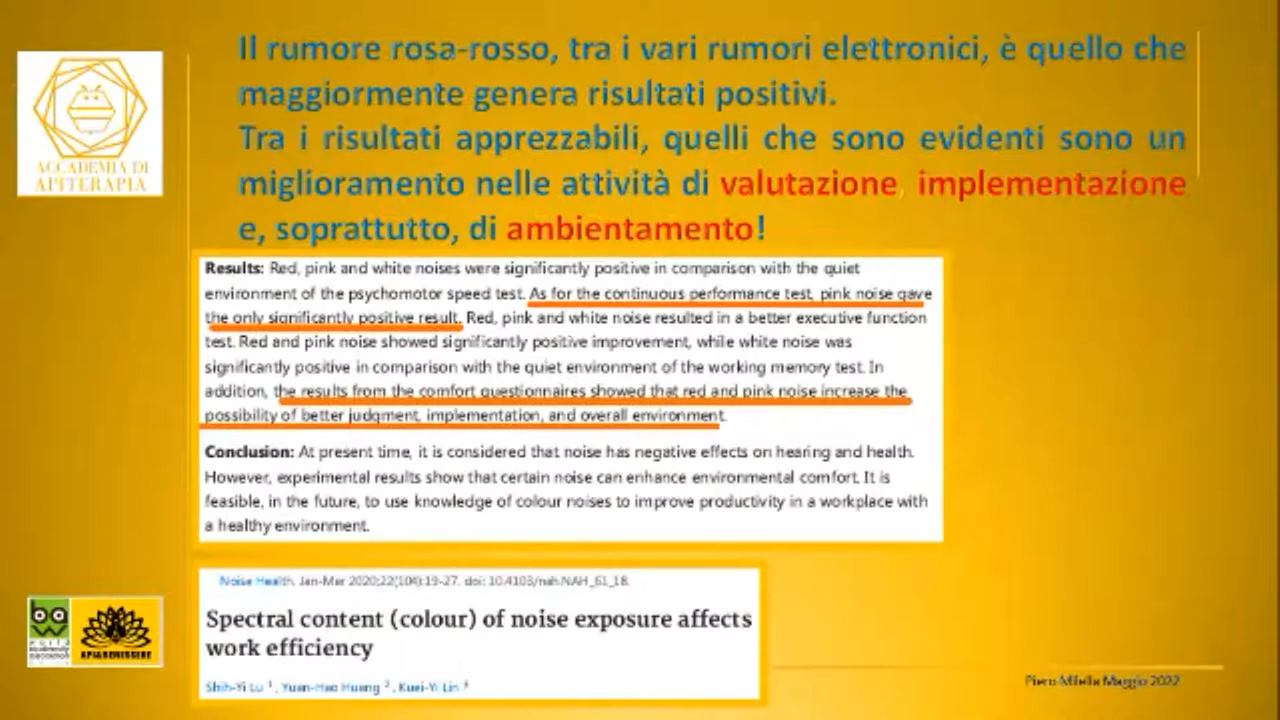 Il rumore rosa-rosso, tra i vari rumori elettronici, è quello che
maggiormente genera risultati positivi.
Tra i risultati apprezzabili, quelli che sono evidenti sono un
miglioramento nelle attività di valutazione, implementazione
e, soprattutto, di ambientamento!
ACCADEMIA DI
APITERAPIA
Results: Red, pink and white noises were significantly positive in comparison with the quiet
environment of the psychomotor speed test. As for the continuous performance test, pink noise gave
the only significantly positive result. Red, pink and white noise resulted in a better executive function
test. Red and pink noise showed significantly positive improvement, while white noise was
significantly positive in comparison with the quiet environment of the working memory test. In
addition, the results from the comfort questionnaires showed that red and pink noise increase the
possibility of better judgment, implementation, and overall environment.
Conclusion: At present time, it is considered that noise has negative effects on hearing and health.
However, experimental results show that certain noise can enhance environmental comfort. It is
feasible, in the future, to use knowledge of colour noises to improve productivity in a workplace with
a healthy environment.
Noise Health. Jan-Mar 2020;22(104):19-27. doi: 10.4103/nah.NAH_61_18.
Spectral content (colour) of noise exposure affects
work efficiency
Shih-Yi Lu 1, Yuen-Hao Huang 2, Kuei-Yi Lin 2
API&BENESSERE
Piero Milella Maggio 2022